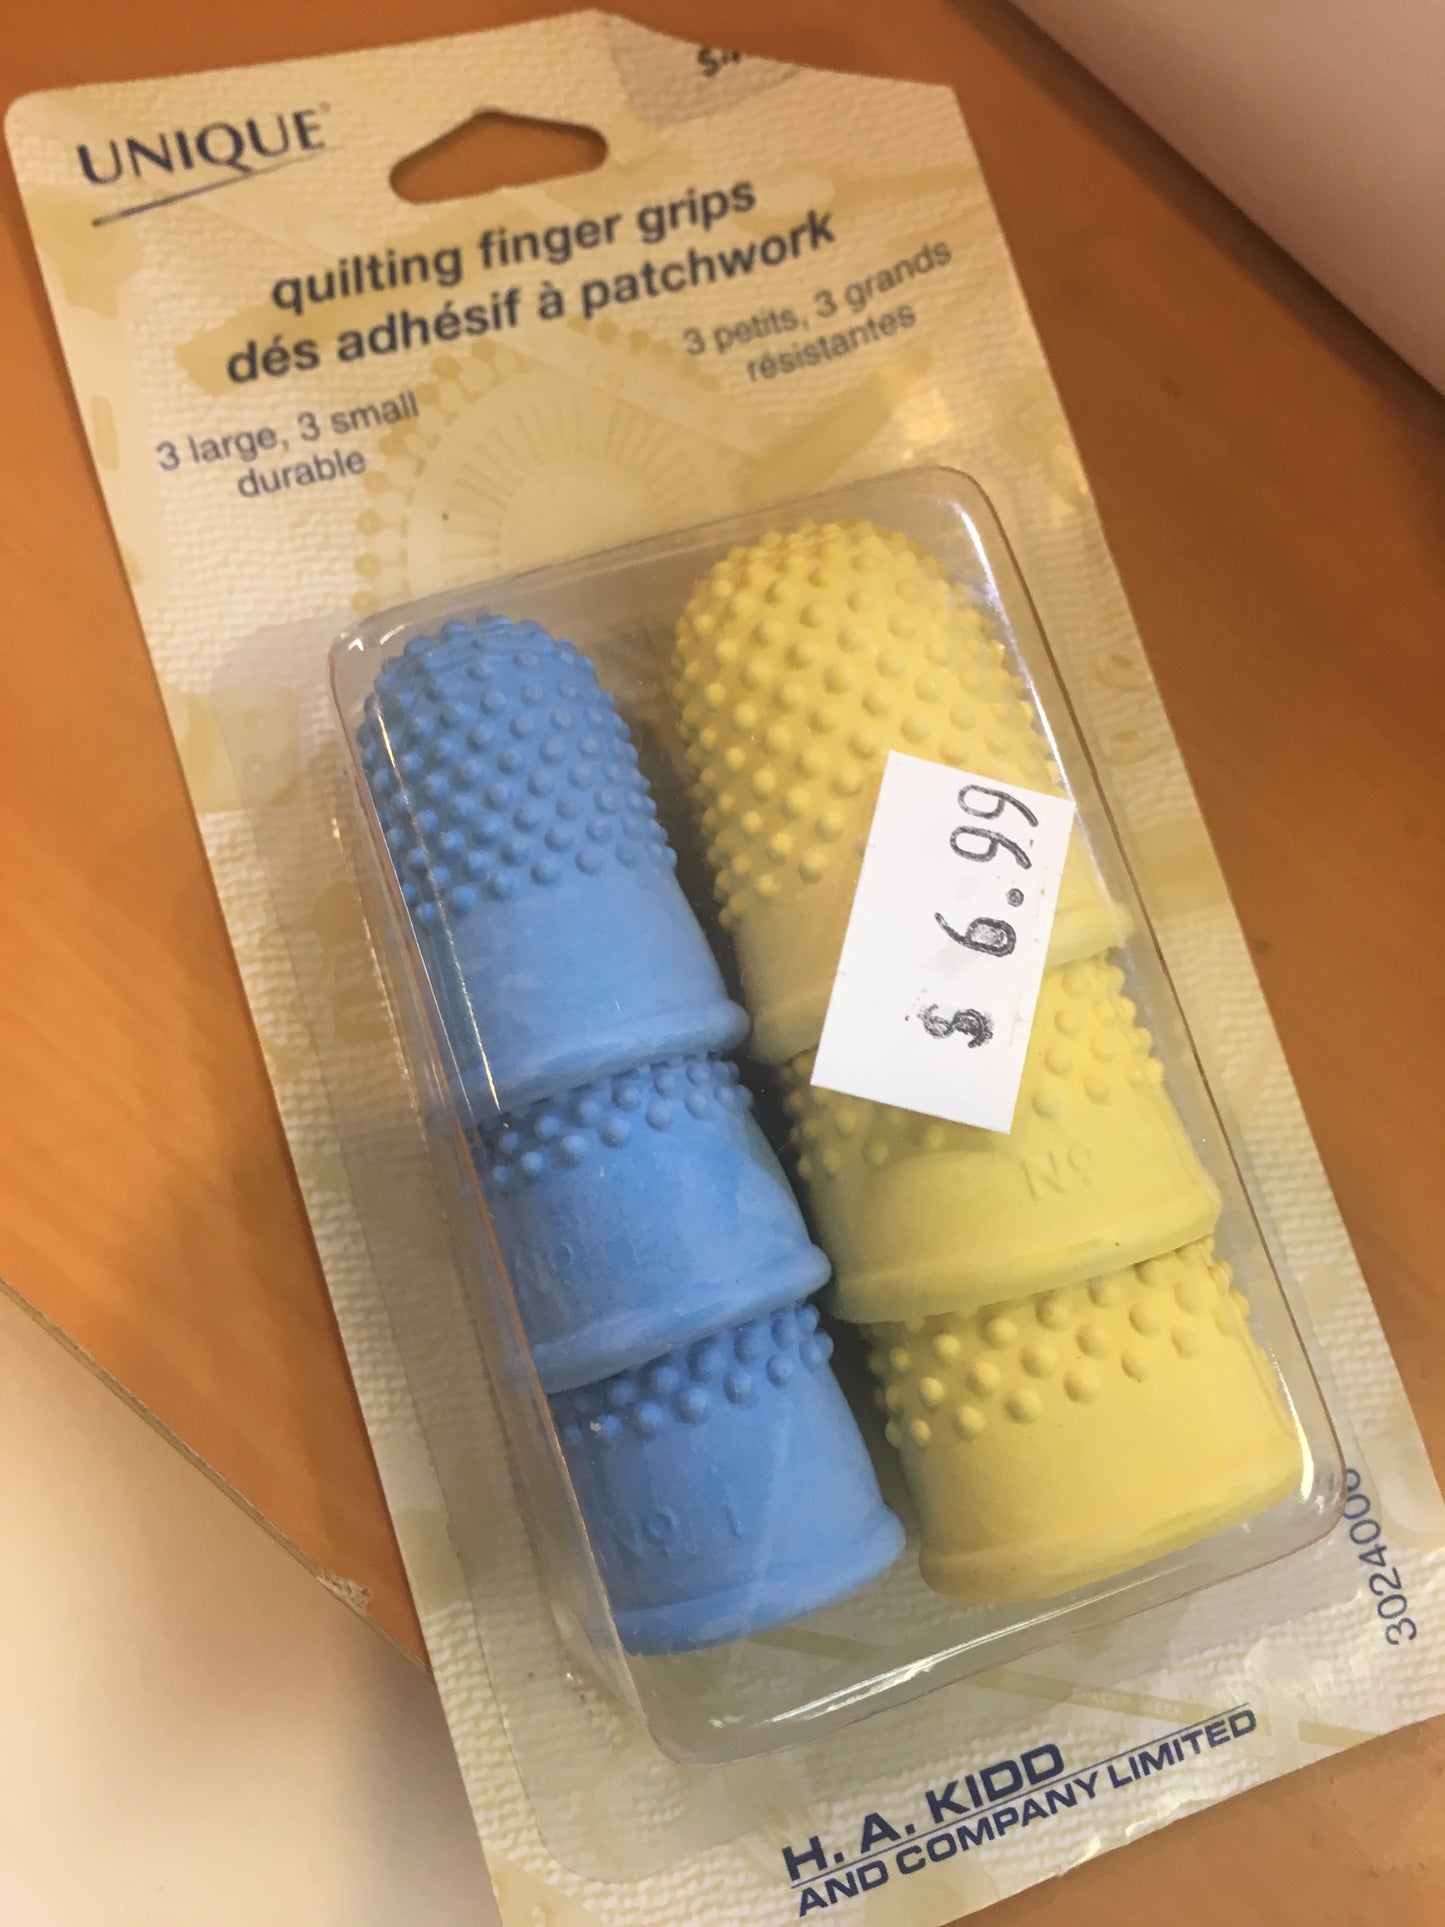 UNIQUE
quilting finger grips
dés adhésif à patchwork
3 large, 3 small
durable
3 petits, 3 grands
résistantes
$ 6.99
Nº
Nº 1
3024000
H. A. KIDD
AND COMPANY LIMITED